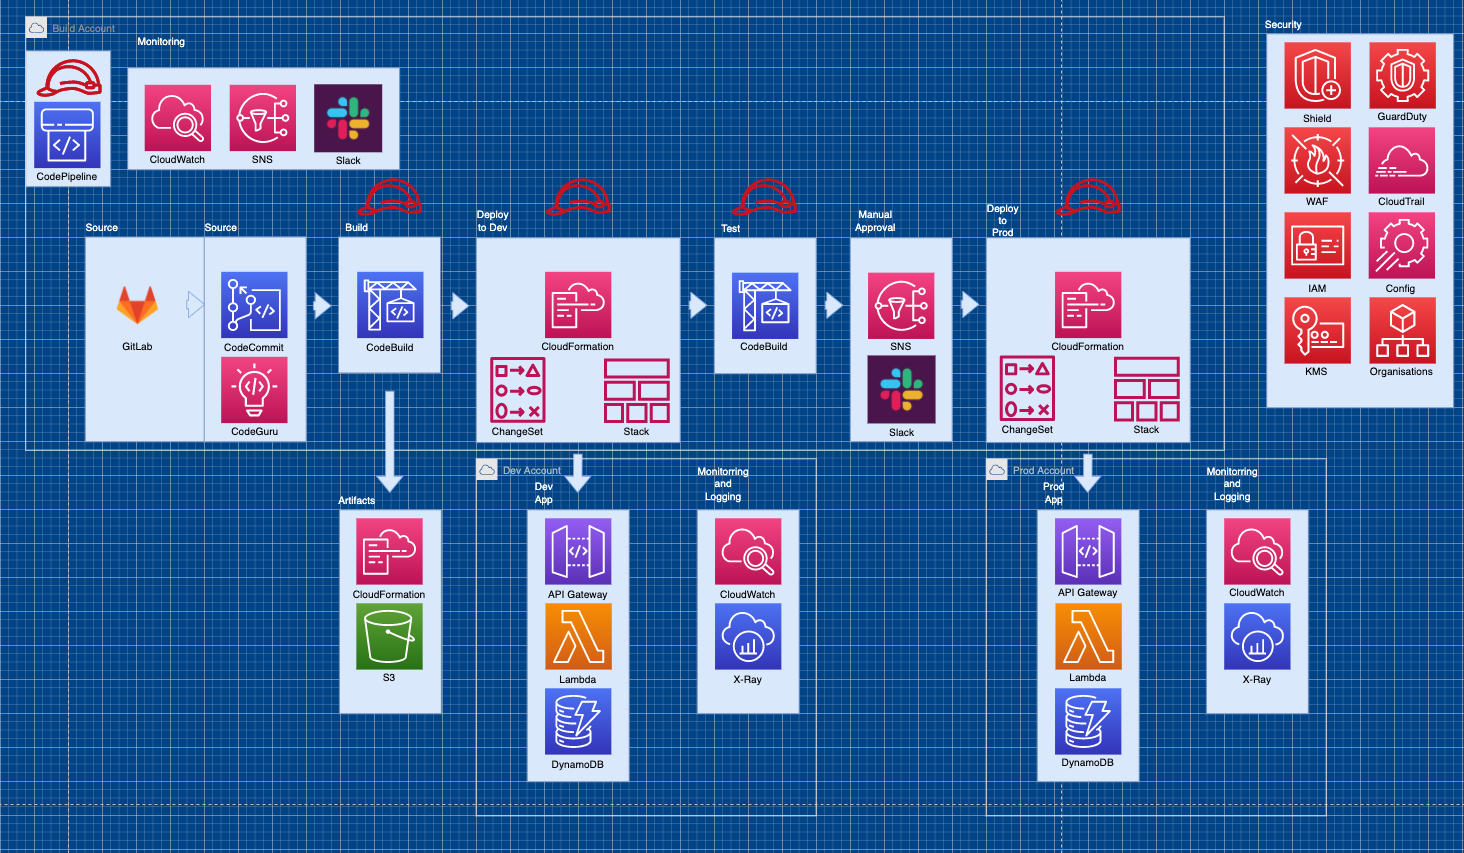 Build Account
Monitoring
CodePipeline
CloudWatch
SNS
Slack
Security
Shield
GuardDuty
WAF
CloudTrail
IAM
Config
KMS
Organisations
Source
GitLab
Source
CodeCommit
CodeGuru
Build
CodeBuild
Deploy
to Dev
CloudFormation
ChangeSet
Stack
Test
CodeBuild
Manual
Approval
SNS
Slack
Deploy
to
Prod
CloudFormation
ChangeSet
Stack
Artifacts
CloudFormation
S3
Dev Account
Dev
App
API Gateway
Lambda
DynamoDB
Monitorring
and
Logging
CloudWatch
X-Ray
Prod Account
Prod
App
API Gateway
Lambda
DynamoDB
Monitorring
and
Logging
CloudWatch
X-Ray